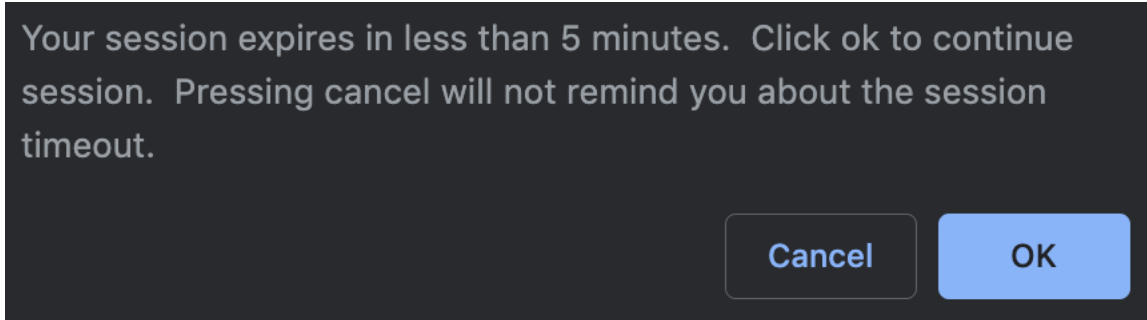 Your session expires in less than 5 minutes.  Click ok to continue
session.  Pressing cancel will not remind you about the session
timeout.
Cancel
OK